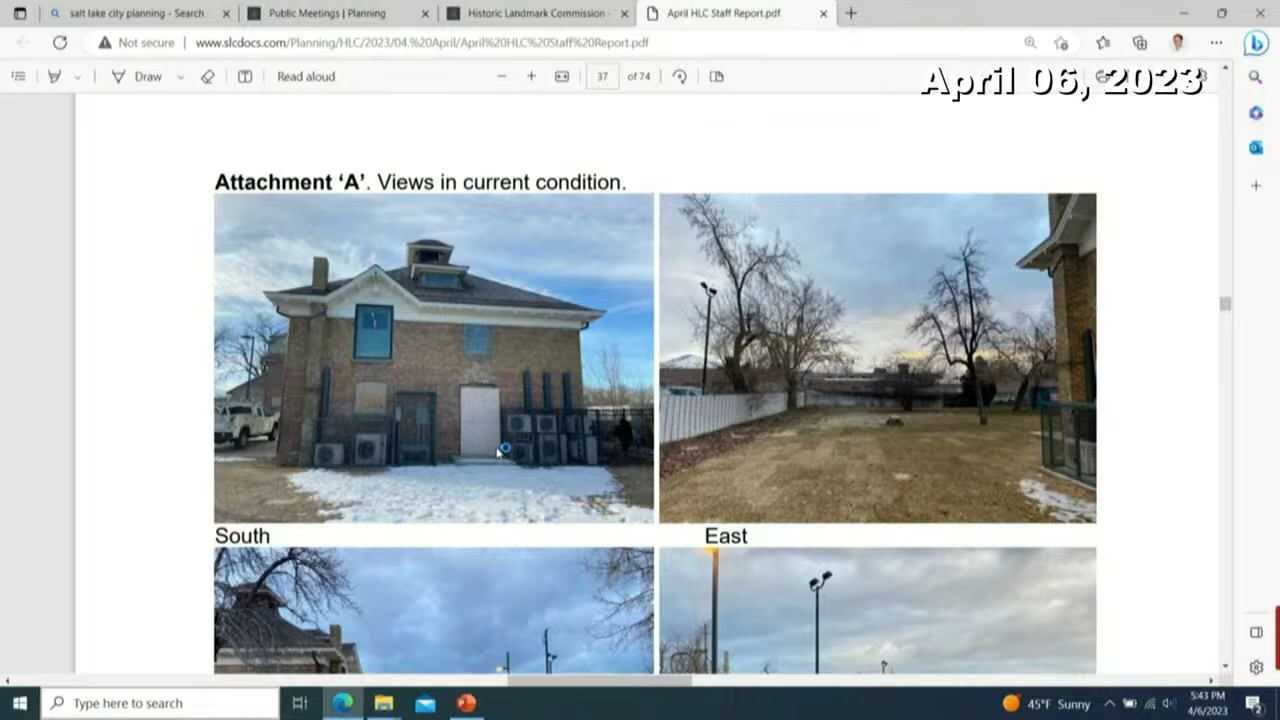 salt lake city planning - Search
Public Meetings | Planning
Historic Landmark Commission -
April HLC Staff Report.pdf
Not secure | www.slcdocs.com/Planning/HLC/2023/04.%20April/April%20HLC%20Staff%20Report.pdf
Draw
Read aloud
37 of 74
April 06, 2023
Attachment ‘A’. Views in current condition.
South
East
Type here to search
45°F Sunny
5:43 PM
4/6/2023
2